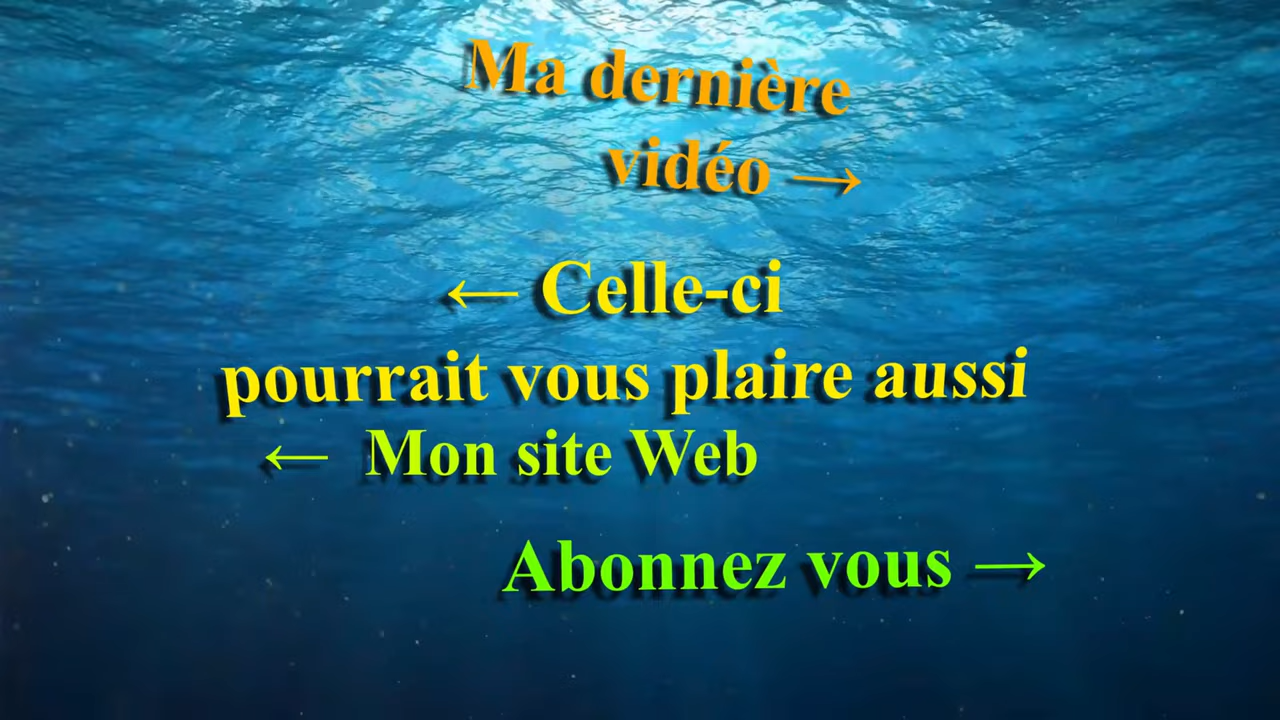 Ma dernière
vidéo →
← Celle-ci
pourrait vous plaire aussi
← Mon site Web
Abonnez vous →